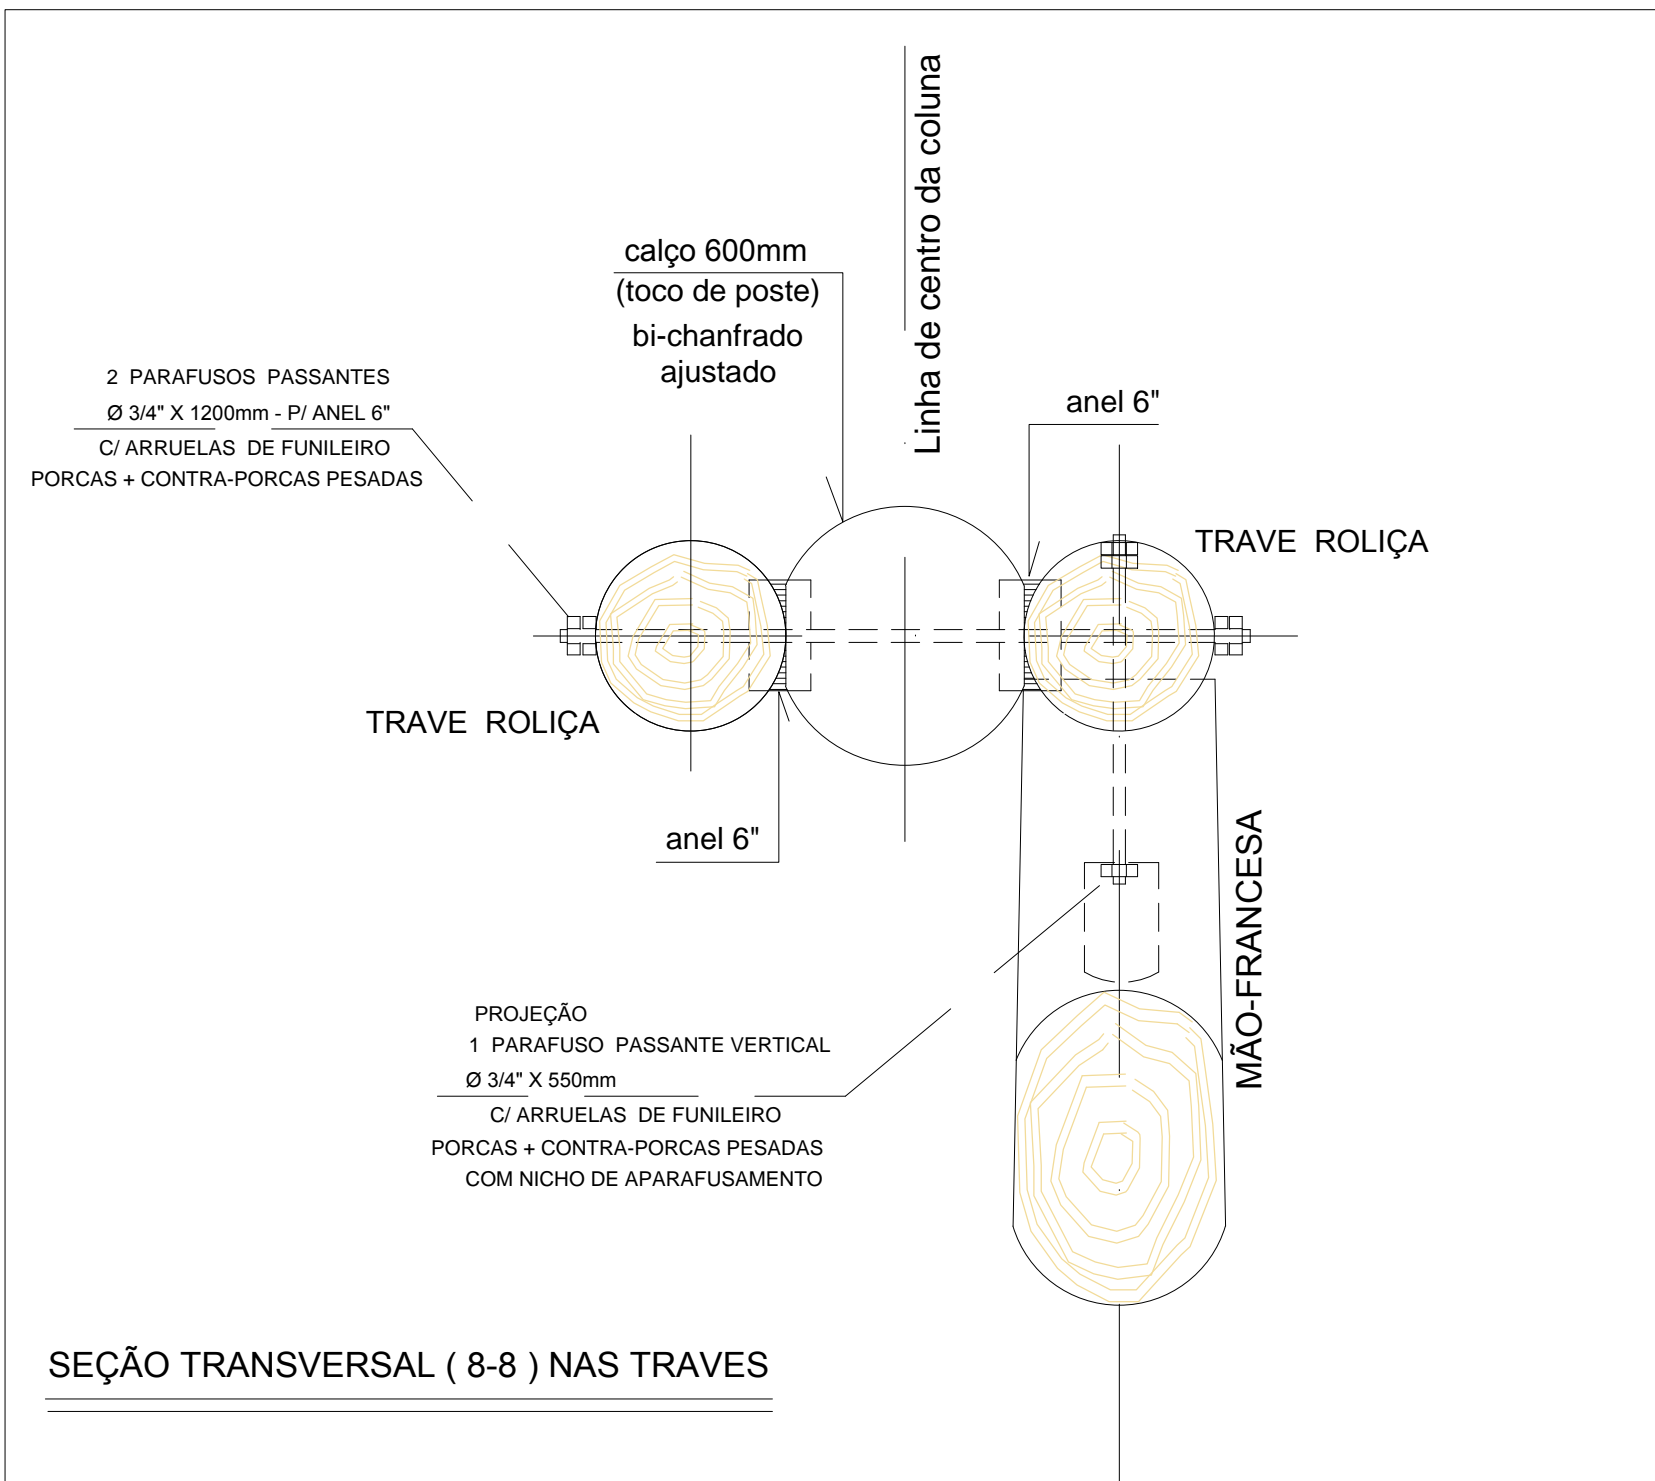 Linha de centro da coluna
calço 600mm
(toco de poste)
bi-chanfrado
ajustado
2 PARAFUSOS PASSANTES
Ø 3/4" X 1200mm - P/ ANEL 6"
C/ ARRUELAS DE FUNILEIRO
PORCAS + CONTRA-PORCAS PESADAS
anel 6"
TRAVE ROLIÇA
TRAVE ROLIÇA
anel 6"
MÃO-FRANCESA
PROJEÇÃO
1 PARAFUSO PASSANTE VERTICAL
Ø 3/4" X 550mm
C/ ARRUELAS DE FUNILEIRO
PORCAS + CONTRA-PORCAS PESADAS
COM NICHO DE APARAFUSAMENTO
SEÇÃO TRANSVERSAL ( 8-8 ) NAS TRAVES